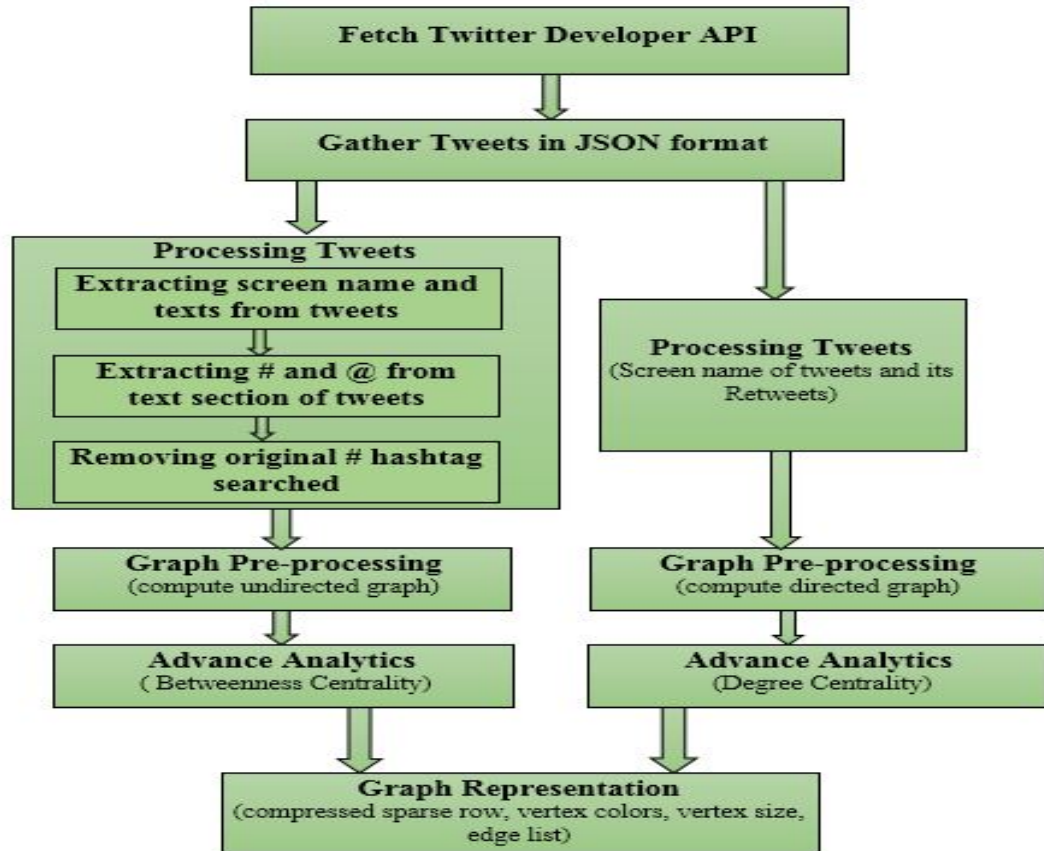 Fetch Twitter Developer API
Gather Tweets in JSON format
Processing Tweets
Extracting screen name and
texts from tweets
Extracting # and @ from
text section of tweets
Removing original # hashtag
searched
Graph Pre-processing
(compute undirected graph)
Advance Analytics
( Betweenness Centrality)
Processing Tweets
(Screen name of tweets and its
Retweets)
Graph Pre-processing
(compute directed graph)
Advance Analytics
(Degree Centrality)
Graph Representation
(compressed sparse row, vertex colors, vertex size,
edge list)